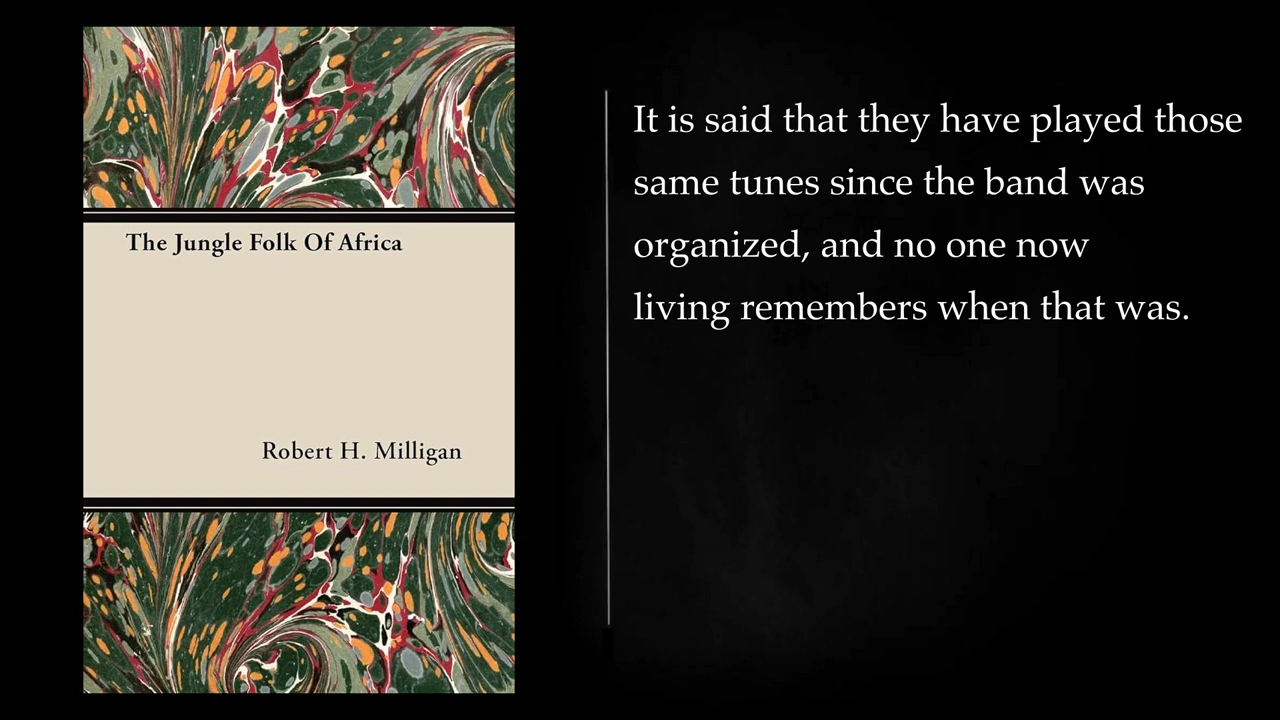 The Jungle Folk Of Africa
Robert H. Milligan
It is said that they have played those
same tunes since the band was
organized, and no one now
living remembers when that was.